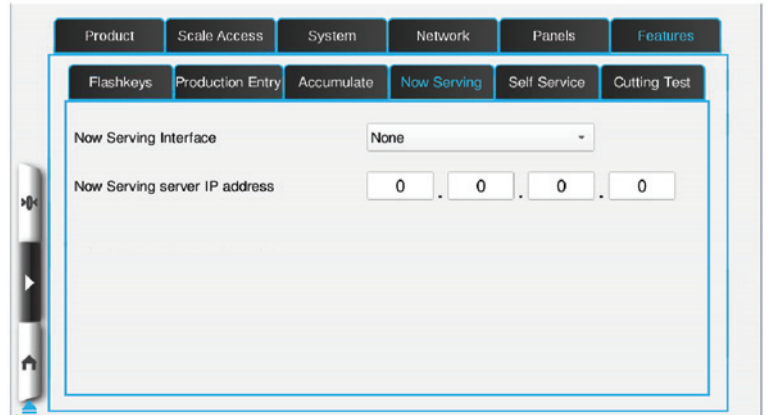 Product Scale Access System Network Panels Features
Flashkeys Production Entry Accumulate Now Serving Self Service Cutting Test
Now Serving Interface None
Now Serving server IP address 0 . 0 . 0 . 0
>0<